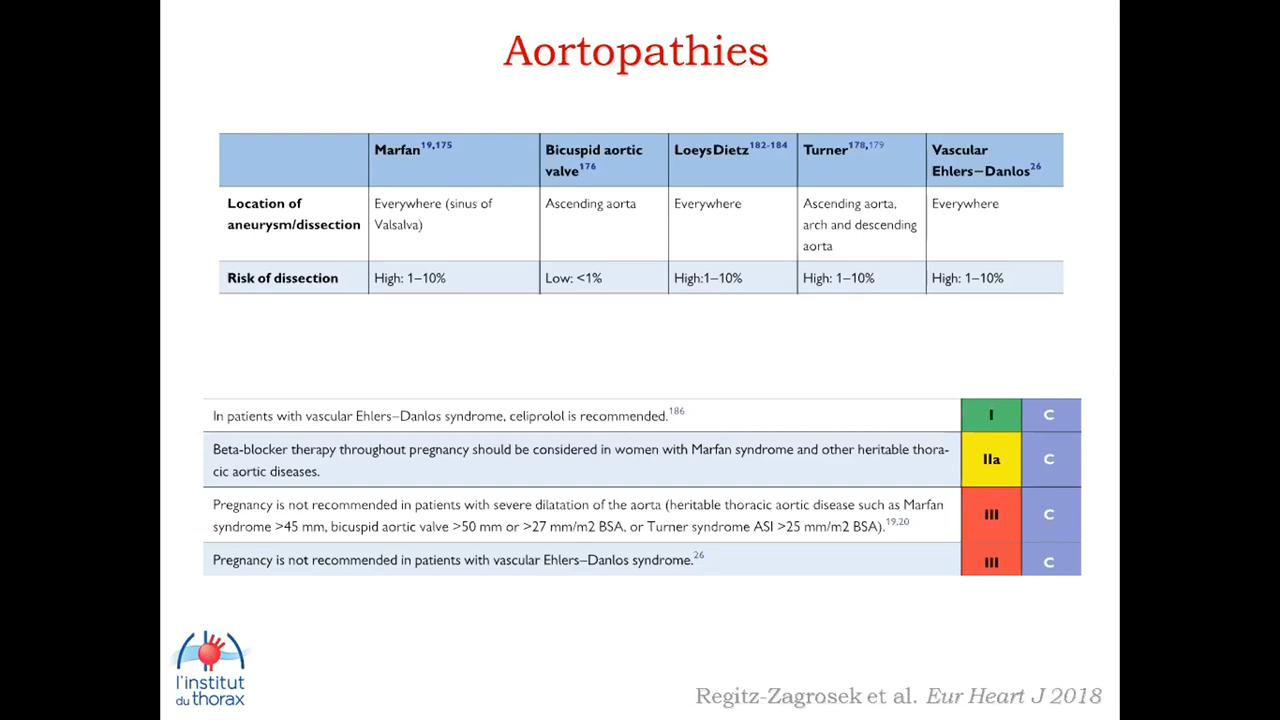 Aortopathies
Marfan19,175
Bicuspid aortic
valve176
LoeysDietz182-184
Turner178,179
Vascular
Ehlers–Danlos26
Location of
aneurysm/dissection
Everywhere (sinus of
Valsalva)
Ascending aorta
Everywhere
Ascending aorta,
arch and descending
aorta
Everywhere
Risk of dissection
High: 1–10%
Low: <1%
High:1–10%
High: 1–10%
High: 1–10%
In patients with vascular Ehlers–Danlos syndrome, celiprolol is recommended.186
I
C
Beta-blocker therapy throughout pregnancy should be considered in women with Marfan syndrome and other heritable thora-
cic aortic diseases.
IIa
C
Pregnancy is not recommended in patients with severe dilatation of the aorta (heritable thoracic aortic disease such as Marfan
syndrome >45 mm, bicuspid aortic valve >50 mm or >27 mm/m2 BSA, or Turner syndrome ASI >25 mm/m2 BSA).19,20
III
C
Pregnancy is not recommended in patients with vascular Ehlers–Danlos syndrome.26
III
C
l'institut
du thorax
Regitz-Zagrosek et al. Eur Heart J 2018